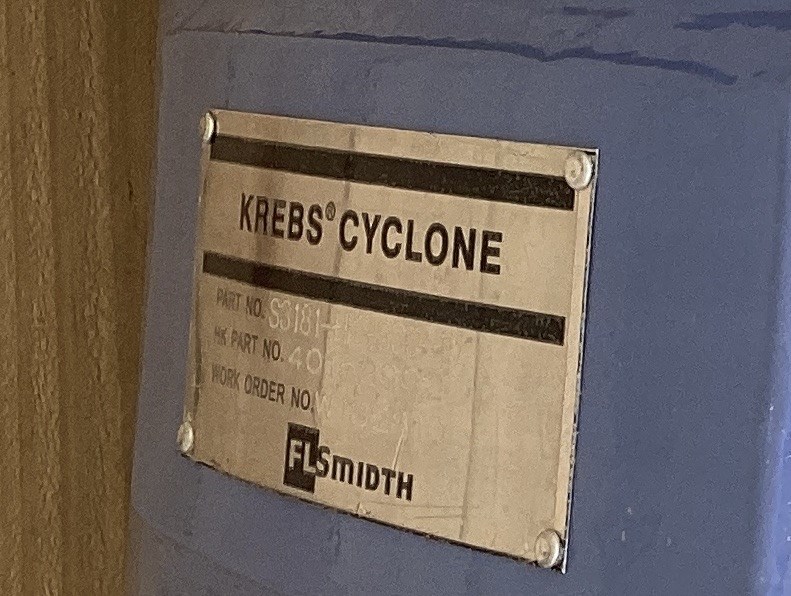 KREBS® CYCLONE
PART NO.
HK PART NO.
WORK ORDER NO.
FLSMIDTH